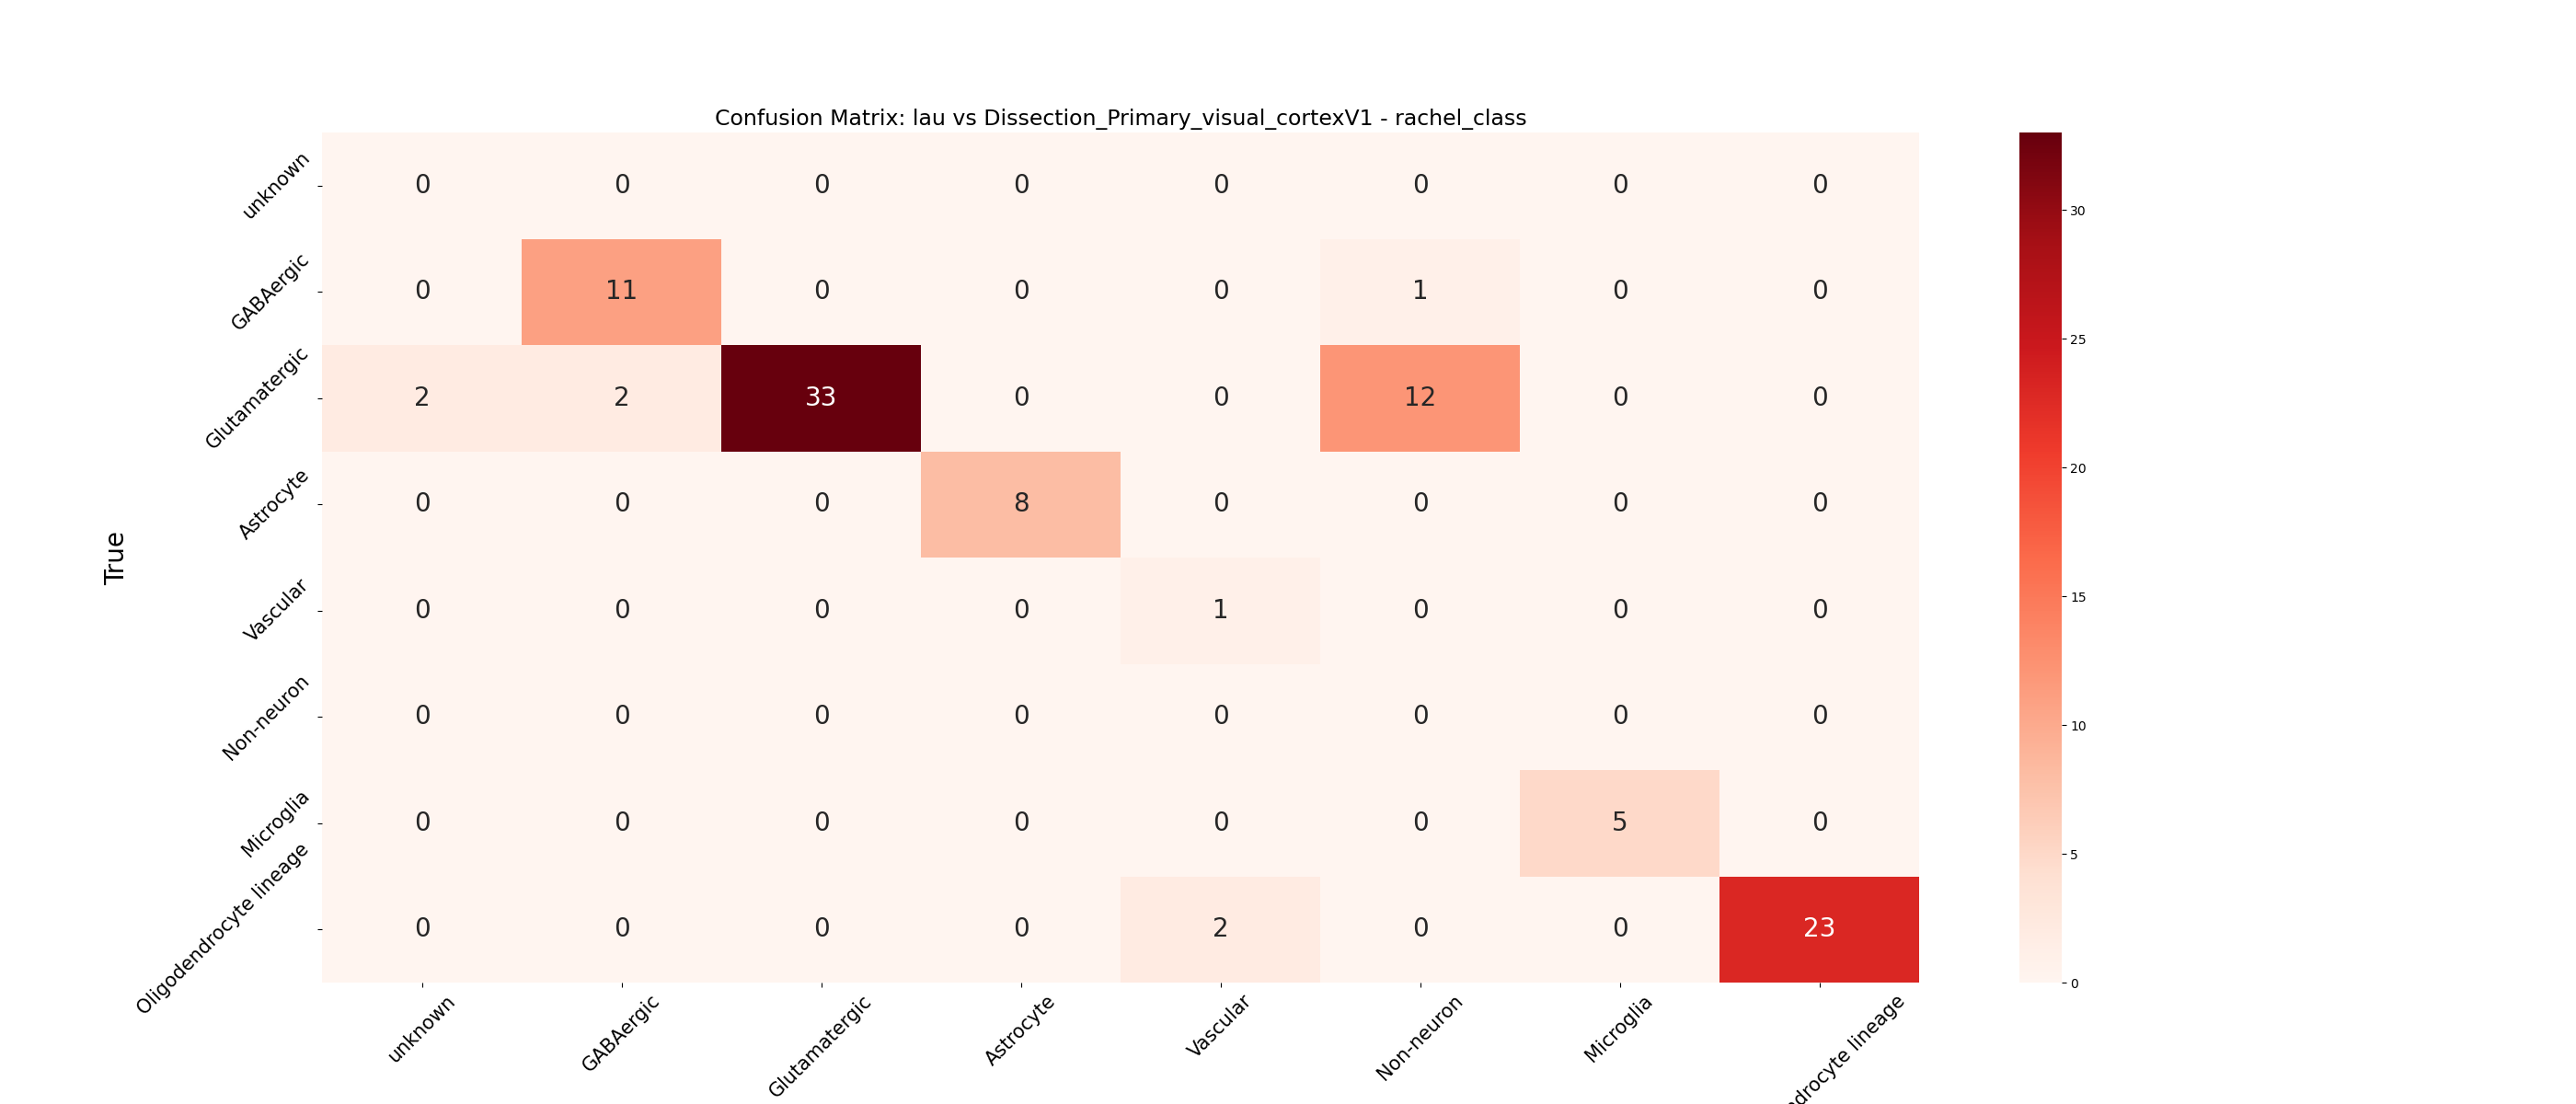 Confusion Matrix: lau vs Dissection_Primary_visual_cortexV1 - rachel_class
True
unknown 0 0 0 0 0 0 0 0
GABAergic 0 11 0 0 0 1 0 0
Glutamatergic 2 2 33 0 0 12 0 0
Astrocyte 0 0 0 8 0 0 0 0
Vascular 0 0 0 0 1 0 0 0
Non-neuron 0 0 0 0 0 0 0 0
Microglia 0 0 0 0 0 0 5 0
Oligodendrocyte lineage 0 0 0 0 2 0 0 23
unknown GABAergic Glutamatergic Astrocyte Vascular Non-neuron Microglia drocyte lineage
30
25
20
15
10
5
0